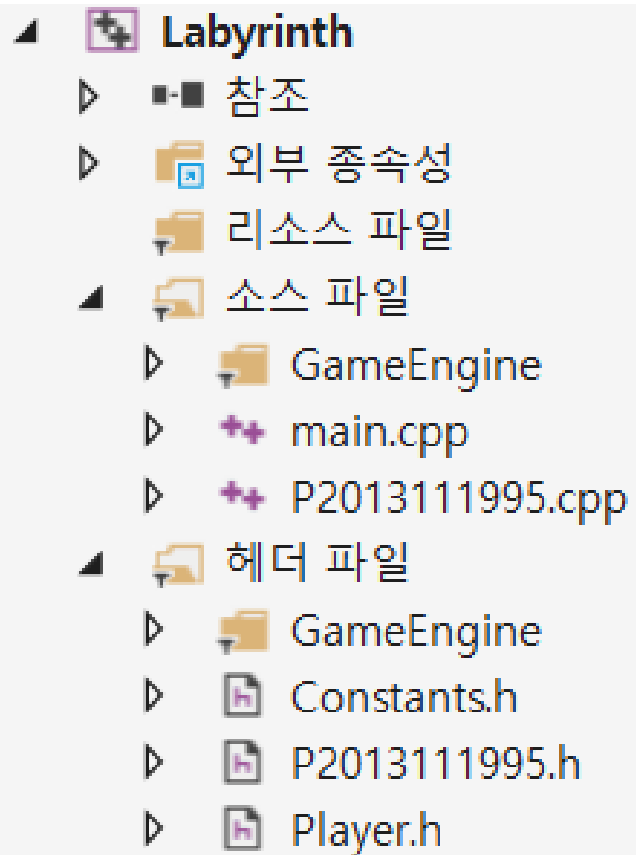 Labyrinth
참조
외부 종속성
리소스 파일
소스 파일
GameEngine
main.cpp
P2013111995.cpp
헤더 파일
GameEngine
Constants.h
P2013111995.h
Player.h